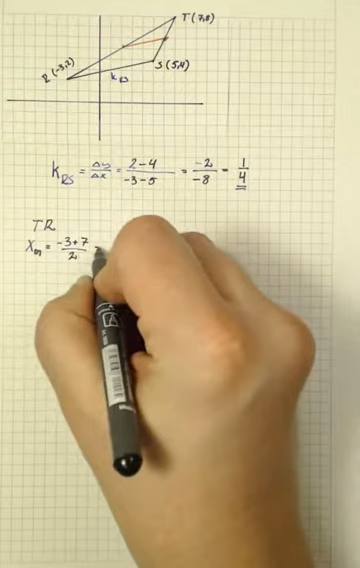 T (7,8)
R (-3,2)
S (5,4)
k_RS
k_RS = Δy/Δx = (2-4)/(-3-5) = -2/-8 = 1/4
TR
x_m = (-3+7)/2 =
A